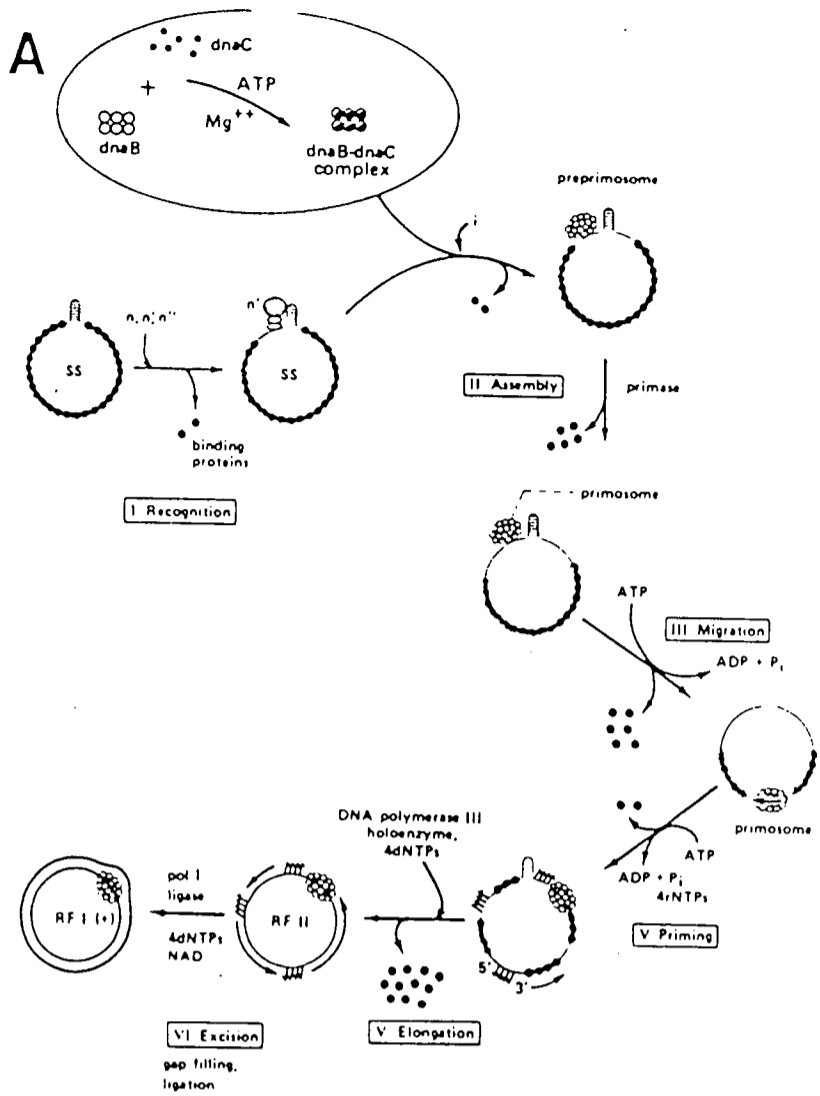 A
dnaC
+
ATP
Mg++
dnaB
dnaB-dnaC
complex
preprimosome
i
n, n', n''
n'
SS
SS
binding
proteins
I Recognition
II Assembly
primase
primosome
ATP
III Migration
ADP + Pi
primosome
ATP
ADP + Pi
4rNTPs
V Priming
DNA polymerase III
holoenzyme,
4dNTPs
5'
3'
V Elongation
RF II
pol I
ligase
4dNTPs
NAD
RF I (+)
VI Excision
gap filling,
ligation